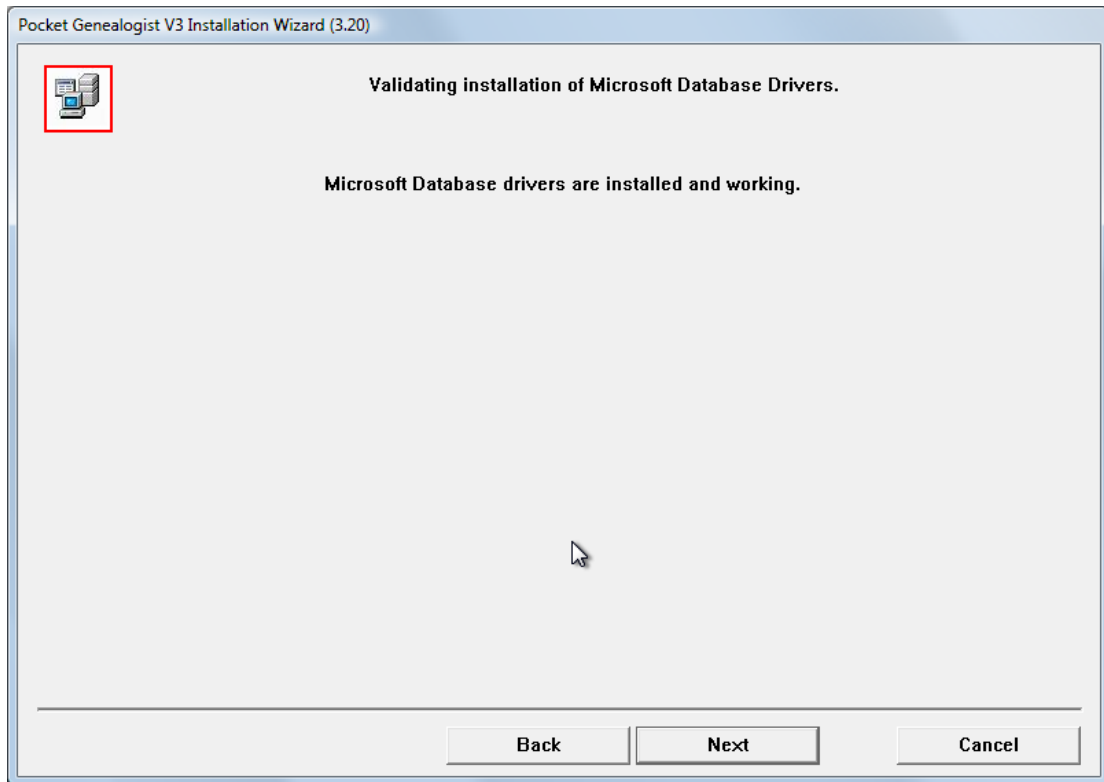 Pocket Genealogist V3 Installation Wizard (3.20)
Validating installation of Microsoft Database Drivers.
Microsoft Database drivers are installed and working.
Back
Next
Cancel